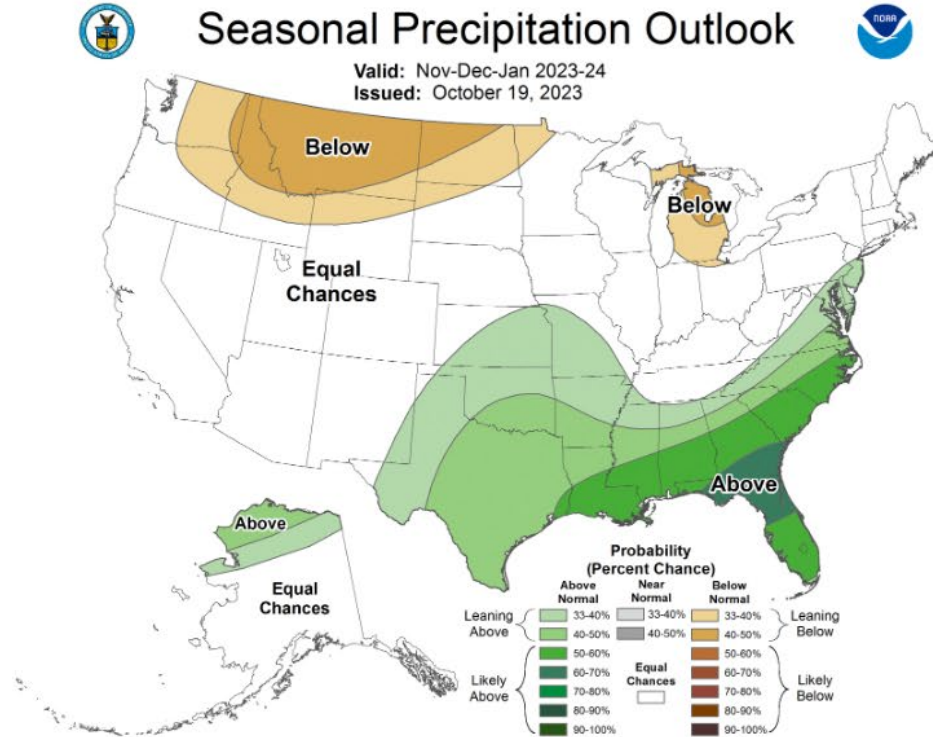 Seasonal Precipitation Outlook
NOAA
Valid: Nov-Dec-Jan 2023-24
Issued: October 19, 2023
Below
Below
Equal
Chances
Above
Above
Equal
Chances
Probability
(Percent Chance)
Above
Normal
Near
Normal
Below
Normal
Leaning
Above
33-40%
40-50%
33-40%
40-50%
33-40%
40-50%
Leaning
Below
Likely
Above
50-60%
60-70%
70-80%
80-90%
90-100%
Equal
Chances
50-60%
60-70%
70-80%
80-90%
90-100%
Likely
Below